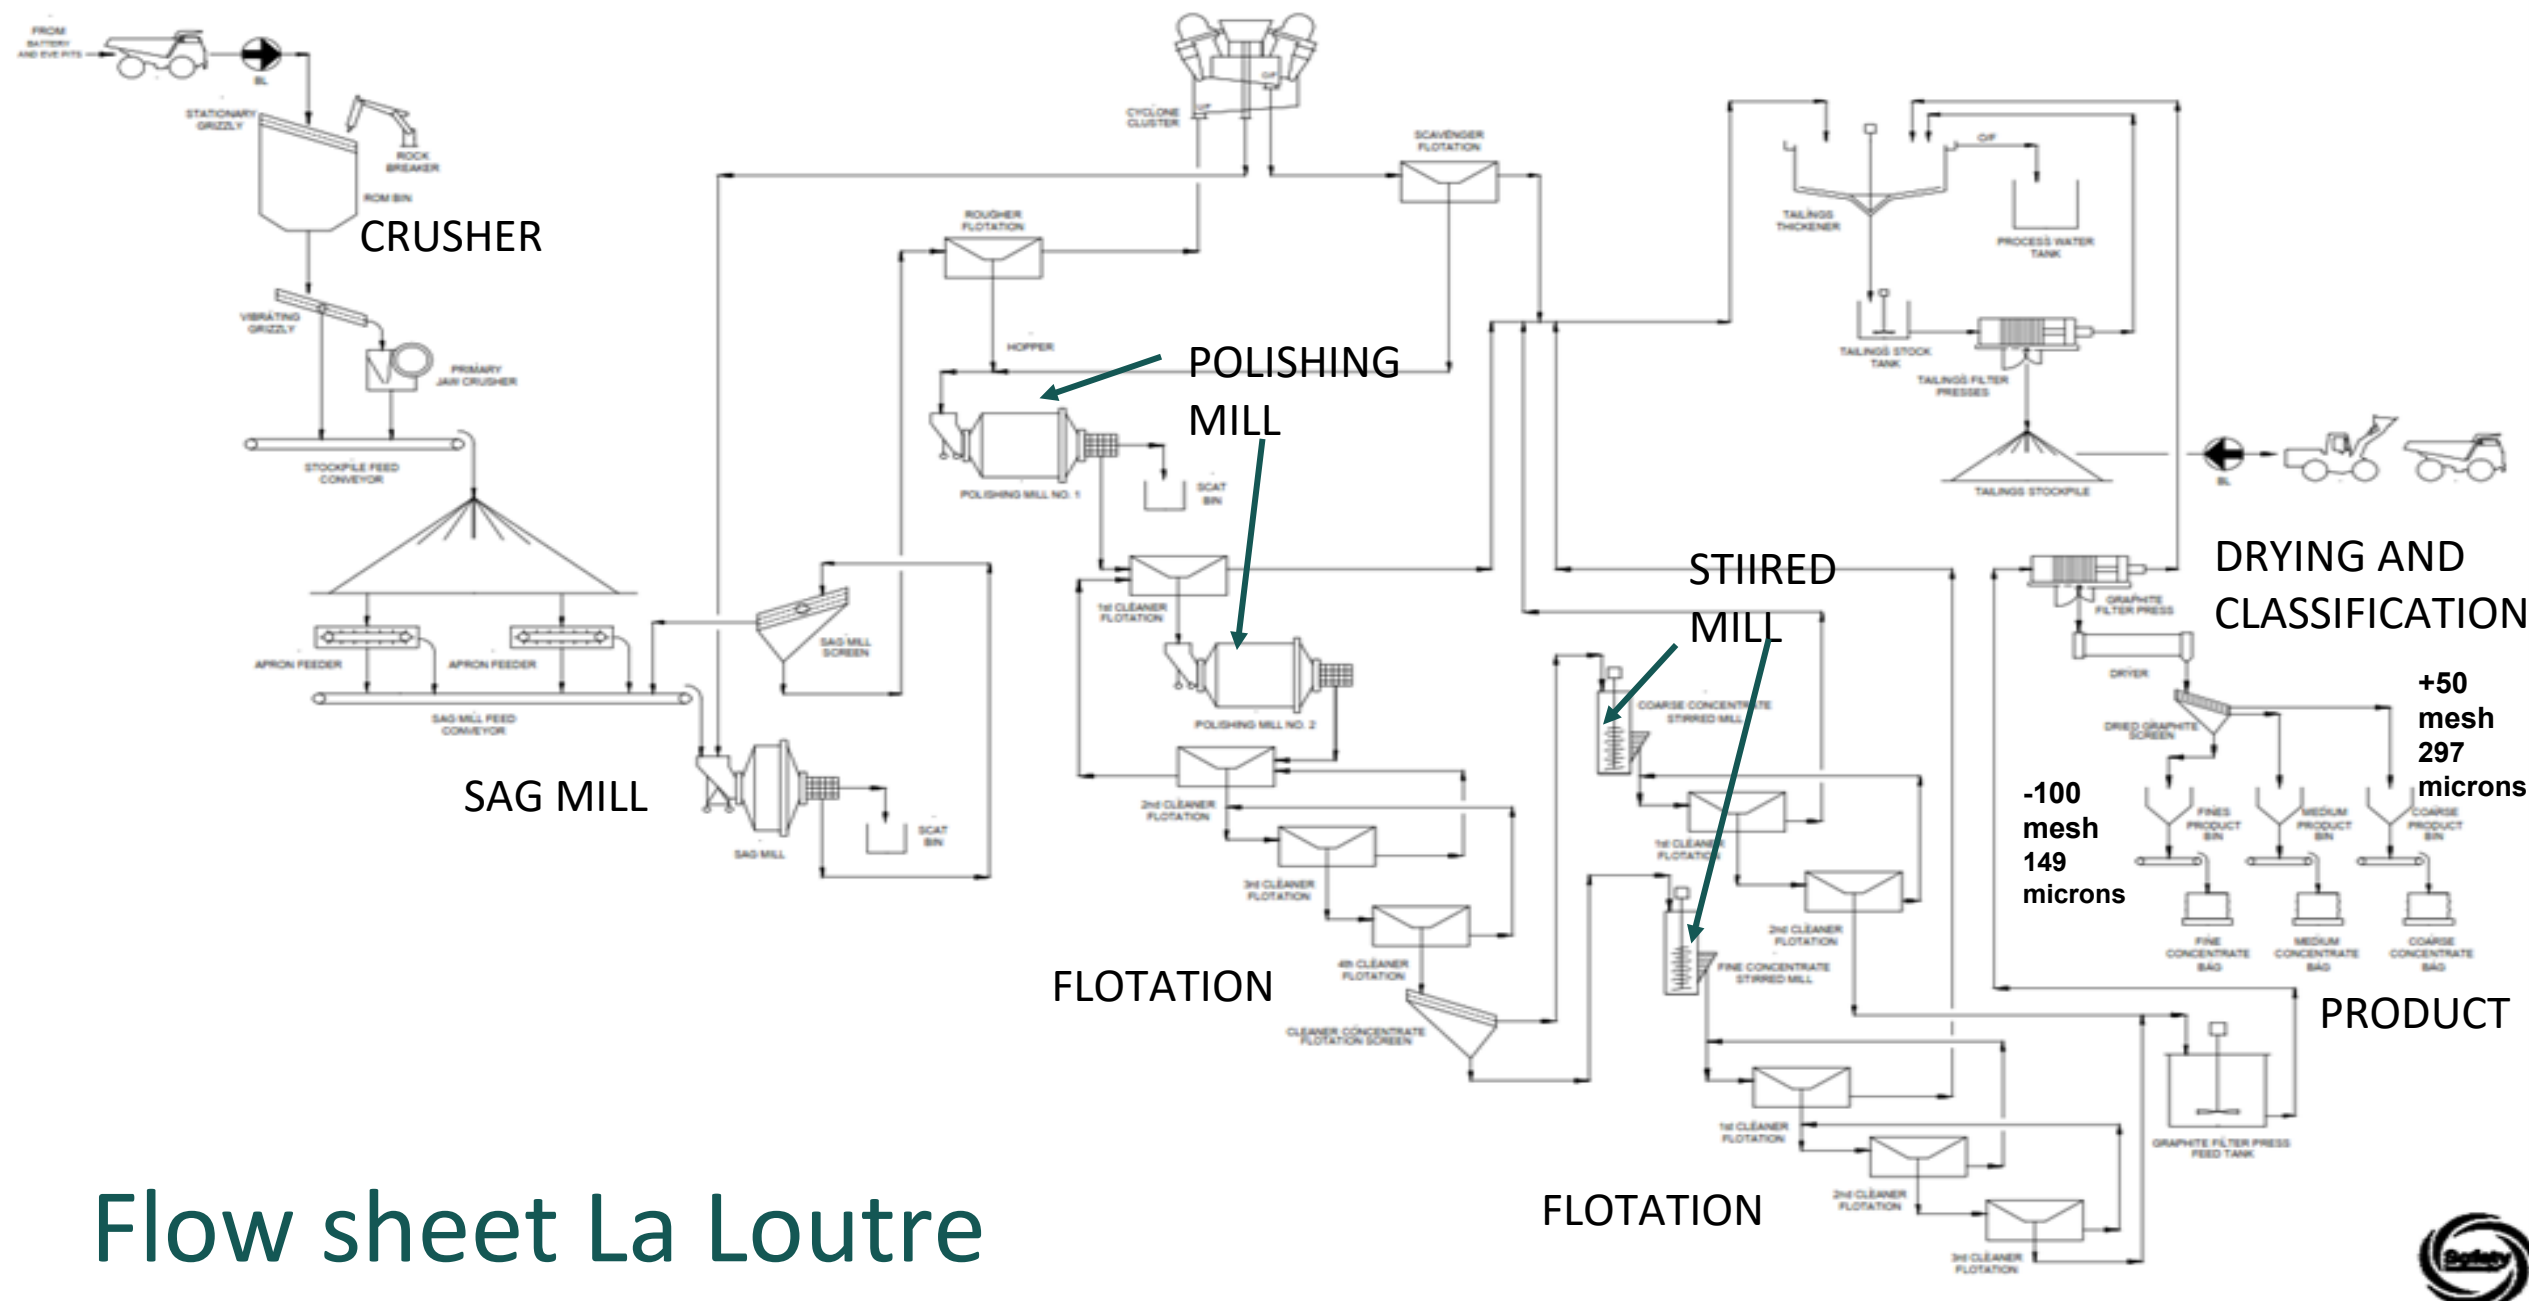 FROM
BATTERY
AND EVE PITS
BL
STATIONARY
GRIZZLY
ROCK
BREAKER
ROM BIN
CRUSHER
VIBRATING
GRIZZLY
PRIMARY
JAW CRUSHER
STOCKPILE FEED
CONVEYOR
APRON FEEDER
APRON FEEDER
SAG MILL FEED
CONVEYOR
SAG MILL
SAG MILL
SCAT
BIN
SAG MILL
SCREEN
CYCLONE
CLUSTER
O/F
U/F
ROUGHER
FLOTATION
SCAVENGER
FLOTATION
HOPPER
POLISHING
MILL
POLISHING MILL NO. 1
SCAT
BIN
1st CLEANER
FLOTATION
POLISHING MILL NO. 2
2nd CLEANER
FLOTATION
3rd CLEANER
FLOTATION
4th CLEANER
FLOTATION
FLOTATION
CLEANER CONCENTRATE
FLOTATION SCREEN
STIIRED
MILL
COARSE CONCENTRATE
STIRRED MILL
1st CLEANER
FLOTATION
2nd CLEANER
FLOTATION
FINE CONCENTRATE
STIRRED MILL
1st CLEANER
FLOTATION
2nd CLEANER
FLOTATION
3rd CLEANER
FLOTATION
FLOTATION
TAILINGS
THICKENER
O/F
PROCESS WATER
TANK
TAILINGS STOCK
TANK
TAILINGS FILTER
PRESSES
TAILINGS STOCKPILE
BL
GRAPHITE
FILTER PRESS
DRYING AND
CLASSIFICATION
DRYER
DRIED GRAPHITE
SCREEN
+50
mesh
297
microns
-100
mesh
149
microns
FINES
PRODUCT
BIN
MEDIUM
PRODUCT
BIN
COARSE
PRODUCT
BIN
FINE
CONCENTRATE
BAG
MEDIUM
CONCENTRATE
BAG
COARSE
CONCENTRATE
BAG
PRODUCT
GRAPHITE FILTER PRESS
FEED TANK
Flow sheet La Loutre
Safety